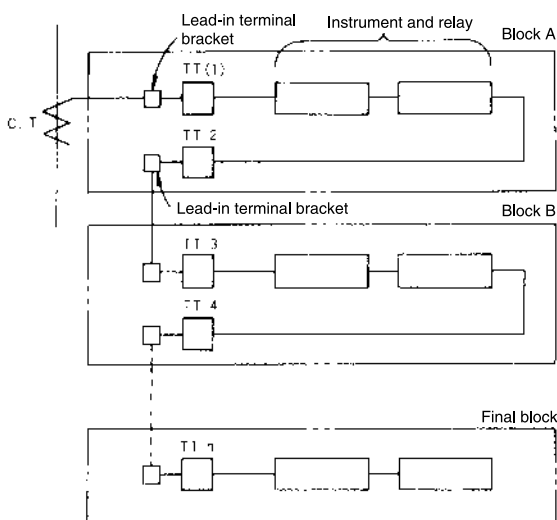 Lead-in terminal
bracket
Instrument and relay
Block A
TT(1)
C.T
TT 2
Lead-in terminal bracket
Block B
TT 3
TT 4
Final block